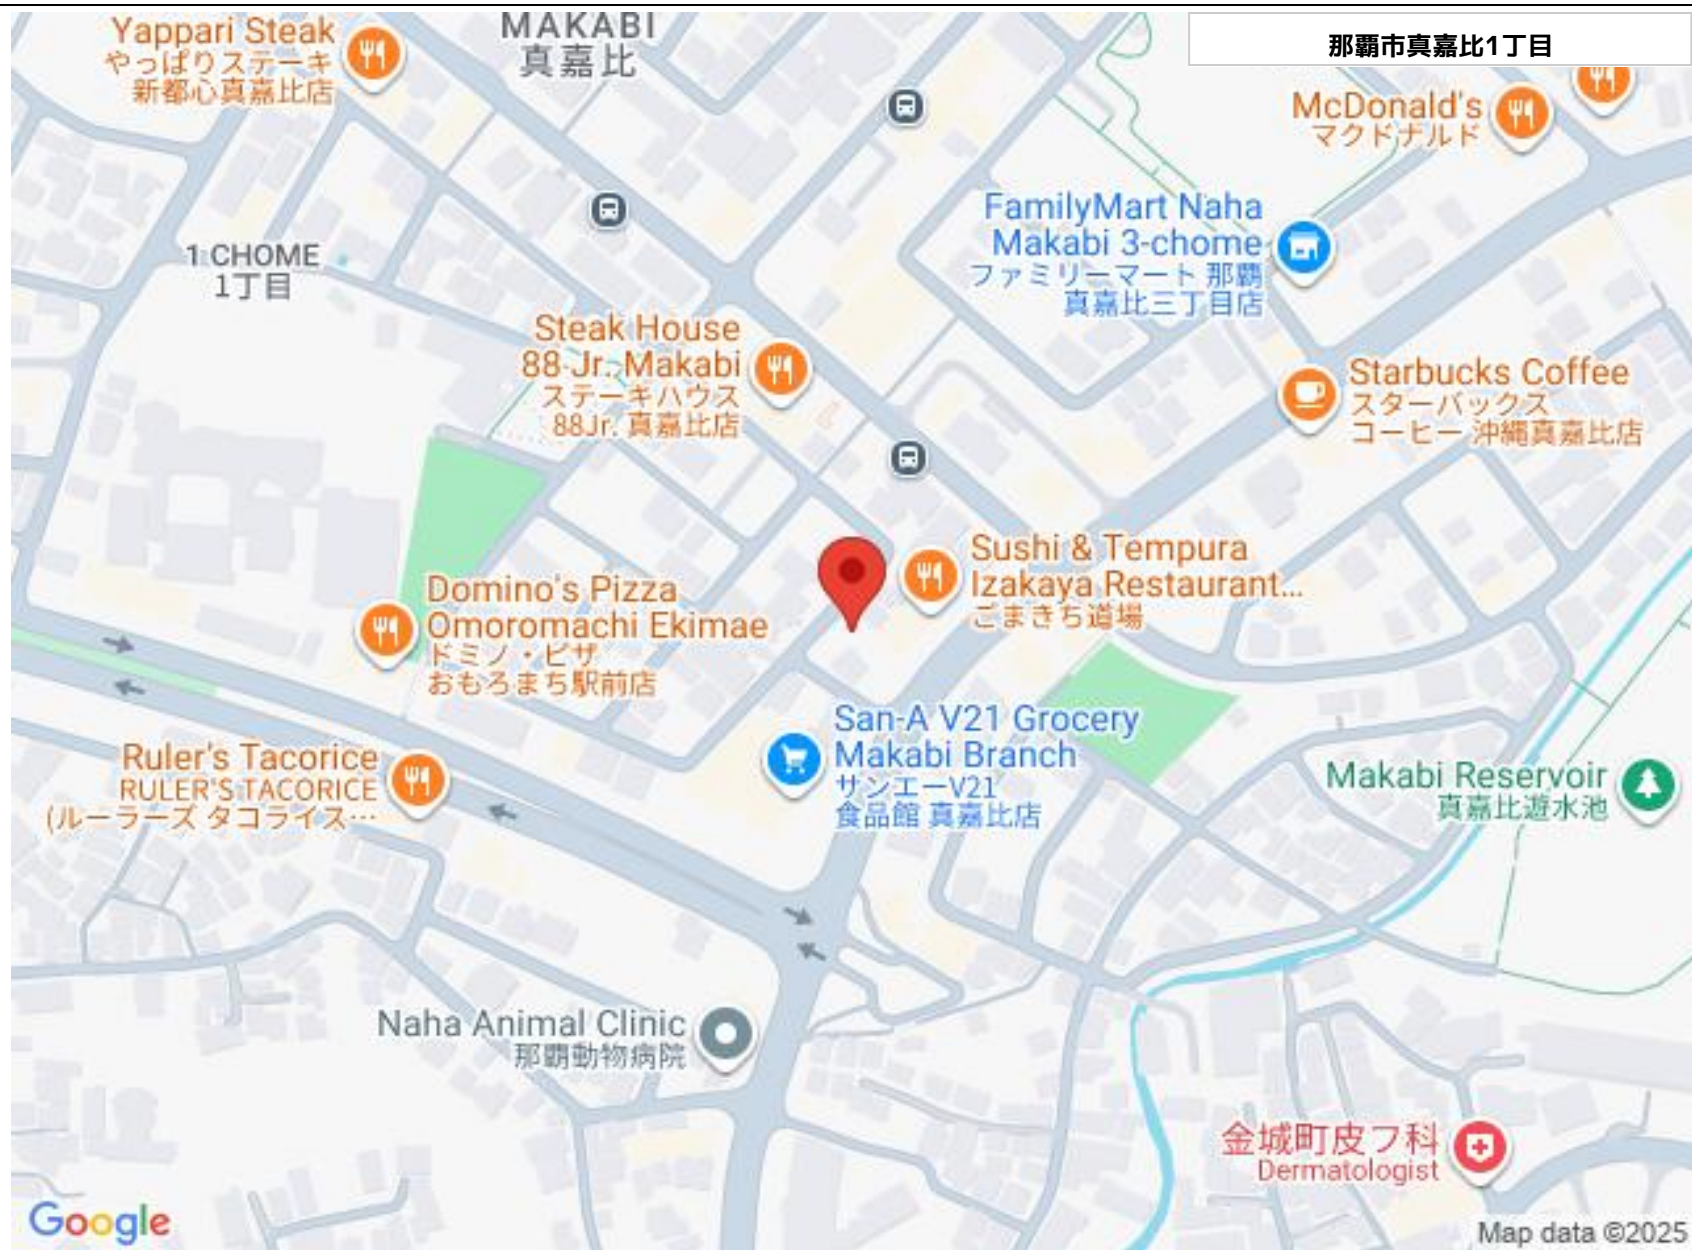 MAKABI
真嘉比
那覇市真嘉比1丁目
Yappari Steak
やっぱりステーキ
新都心真嘉比店
McDonald's
マクドナルド
FamilyMart Naha
Makabi 3-chome
ファミリーマート 那覇
真嘉比三丁目店
1 CHOME
1丁目
Steak House
88 Jr. Makabi
ステーキハウス
88Jr. 真嘉比店
Starbucks Coffee
スターバックス
コーヒー 沖縄真嘉比店
Sushi & Tempura
Izakaya Restaurant...
ごまきち道場
Domino's Pizza
Omoromachi Ekimae
ドミノ・ピザ
おもろまち駅前店
San-A V21 Grocery
Makabi Branch
サンエーV21
食品館 真嘉比店
Ruler's Tacorice
RULER'S TACORICE
(ルーラーズ タコライス…
Makabi Reservoir
真嘉比遊水池
Naha Animal Clinic
那覇動物病院
金城町皮フ科
Dermatologist
Google
Map data ©2025